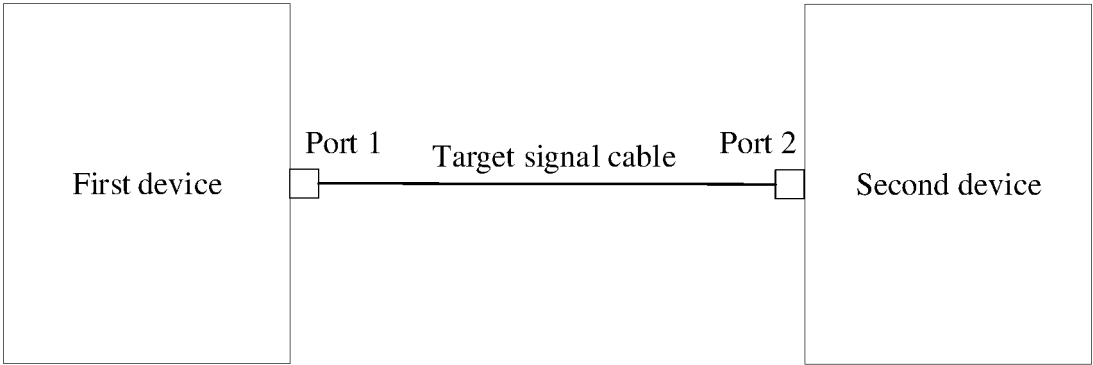 Port 1
Port 2
Target signal cable
First device
Second device